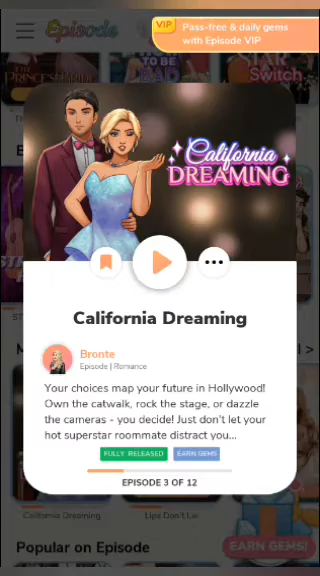 VIP
Pass-free & daily gems
with Episode VIP
Episode
TO BE
Switch
California
DREAMING
California Dreaming
Bronte
Episode | Romance
Your choices map your future in Hollywood!
Own the catwalk, rock the stage, or dazzle
the cameras - you decide! Just don't let your
hot superstar roommate distract you...
FULLY RELEASED
EARN GEMS
EPISODE 3 OF 12
California Dreaming
Lips Don't Lie
Popular on Episode
EARN GEMS!